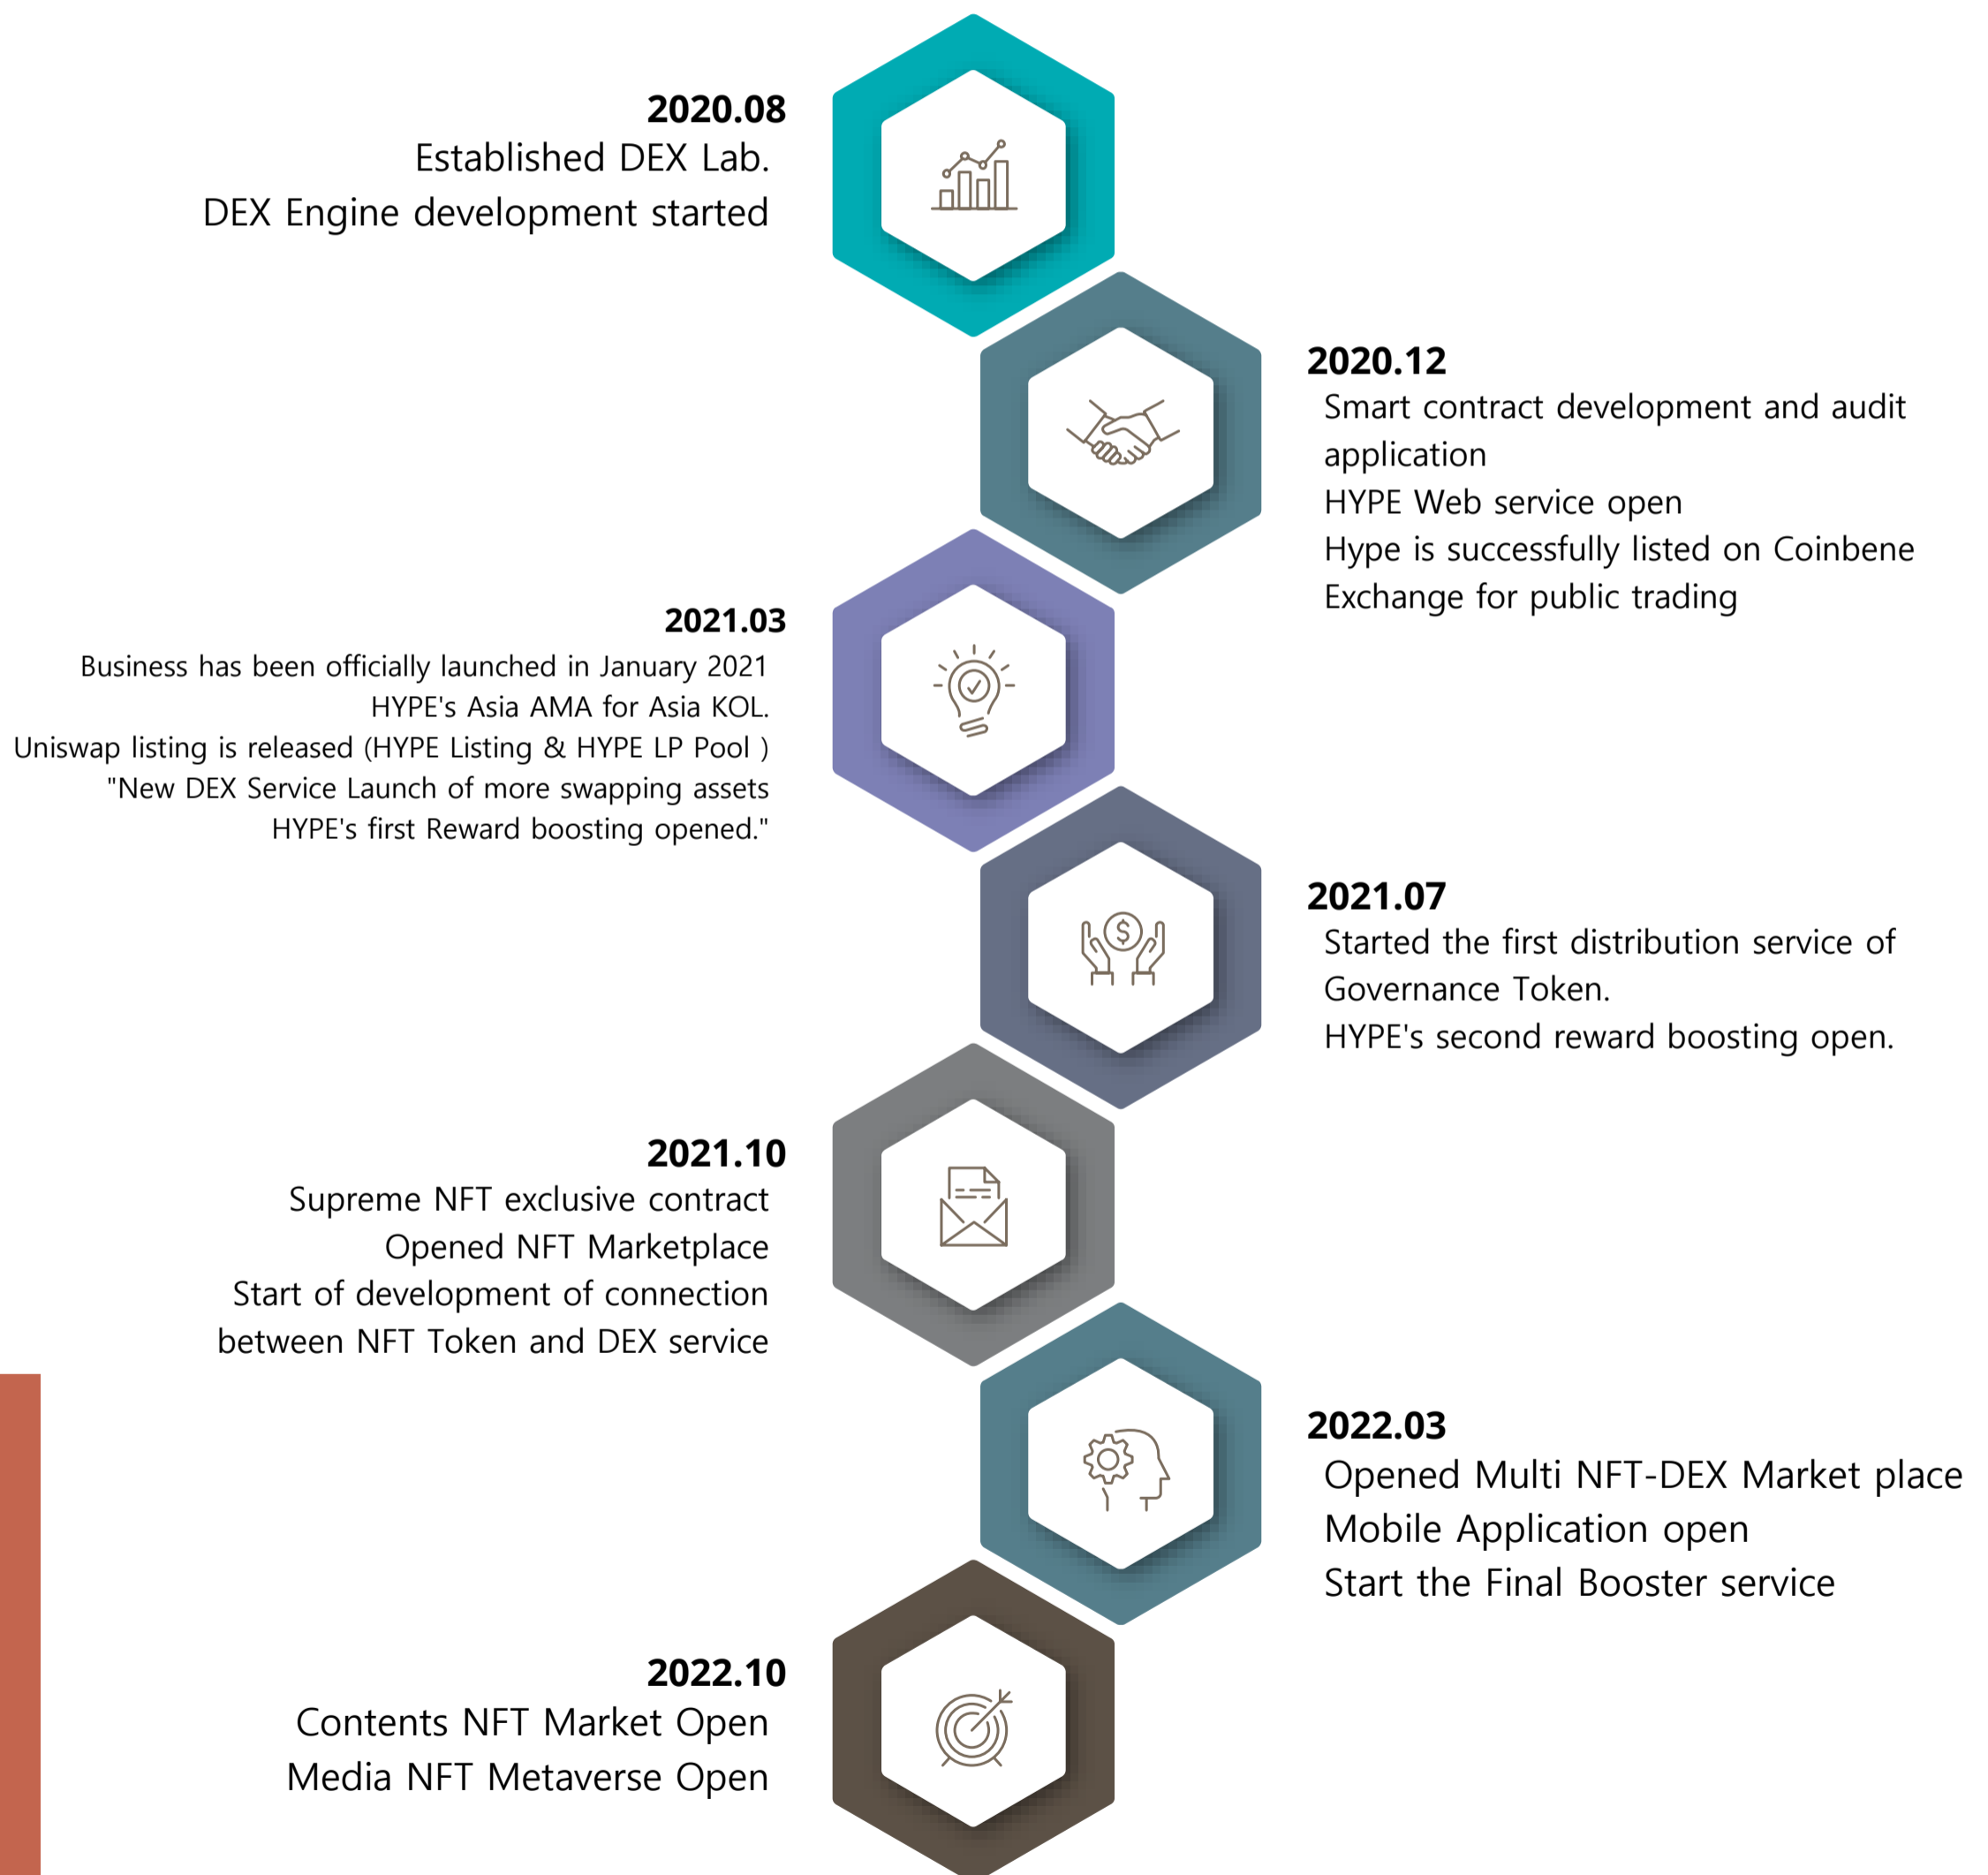 2020.08
Established DEX Lab.
DEX Engine development started
2020.12
Smart contract development and audit
application
HYPE Web service open
Hype is successfully listed on Coinbene
Exchange for public trading
2021.03
Business has been officially launched in January 2021
HYPE's Asia AMA for Asia KOL.
Uniswap listing is released (HYPE Listing & HYPE LP Pool )
"New DEX Service Launch of more swapping assets
HYPE's first Reward boosting opened."
2021.07
Started the first distribution service of
Governance Token.
HYPE's second reward boosting open.
2021.10
Supreme NFT exclusive contract
Opened NFT Marketplace
Start of development of connection
between NFT Token and DEX service
2022.03
Opened Multi NFT-DEX Market place
Mobile Application open
Start the Final Booster service
2022.10
Contents NFT Market Open
Media NFT Metaverse Open